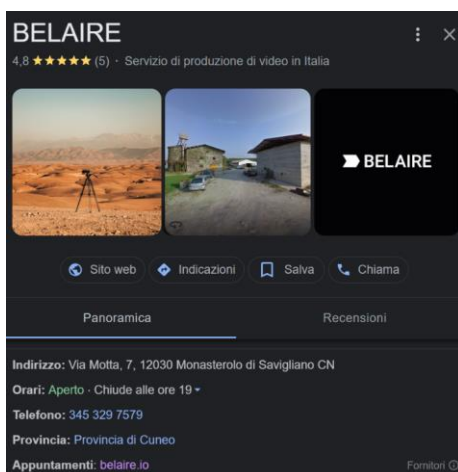 BELAIRE
4,8 ★★★★★ (5) · Servizio di produzione di video in Italia
BELAIRE
Sito web Indicazioni Salva Chiama
Panoramica Recensioni
Indirizzo: Via Motta, 7, 12030 Monasterolo di Savigliano CN
Orari: Aperto · Chiude alle ore 19
Telefono: 345 329 7579
Provincia: Provincia di Cuneo
Appuntamenti: belaire.io Fornitori